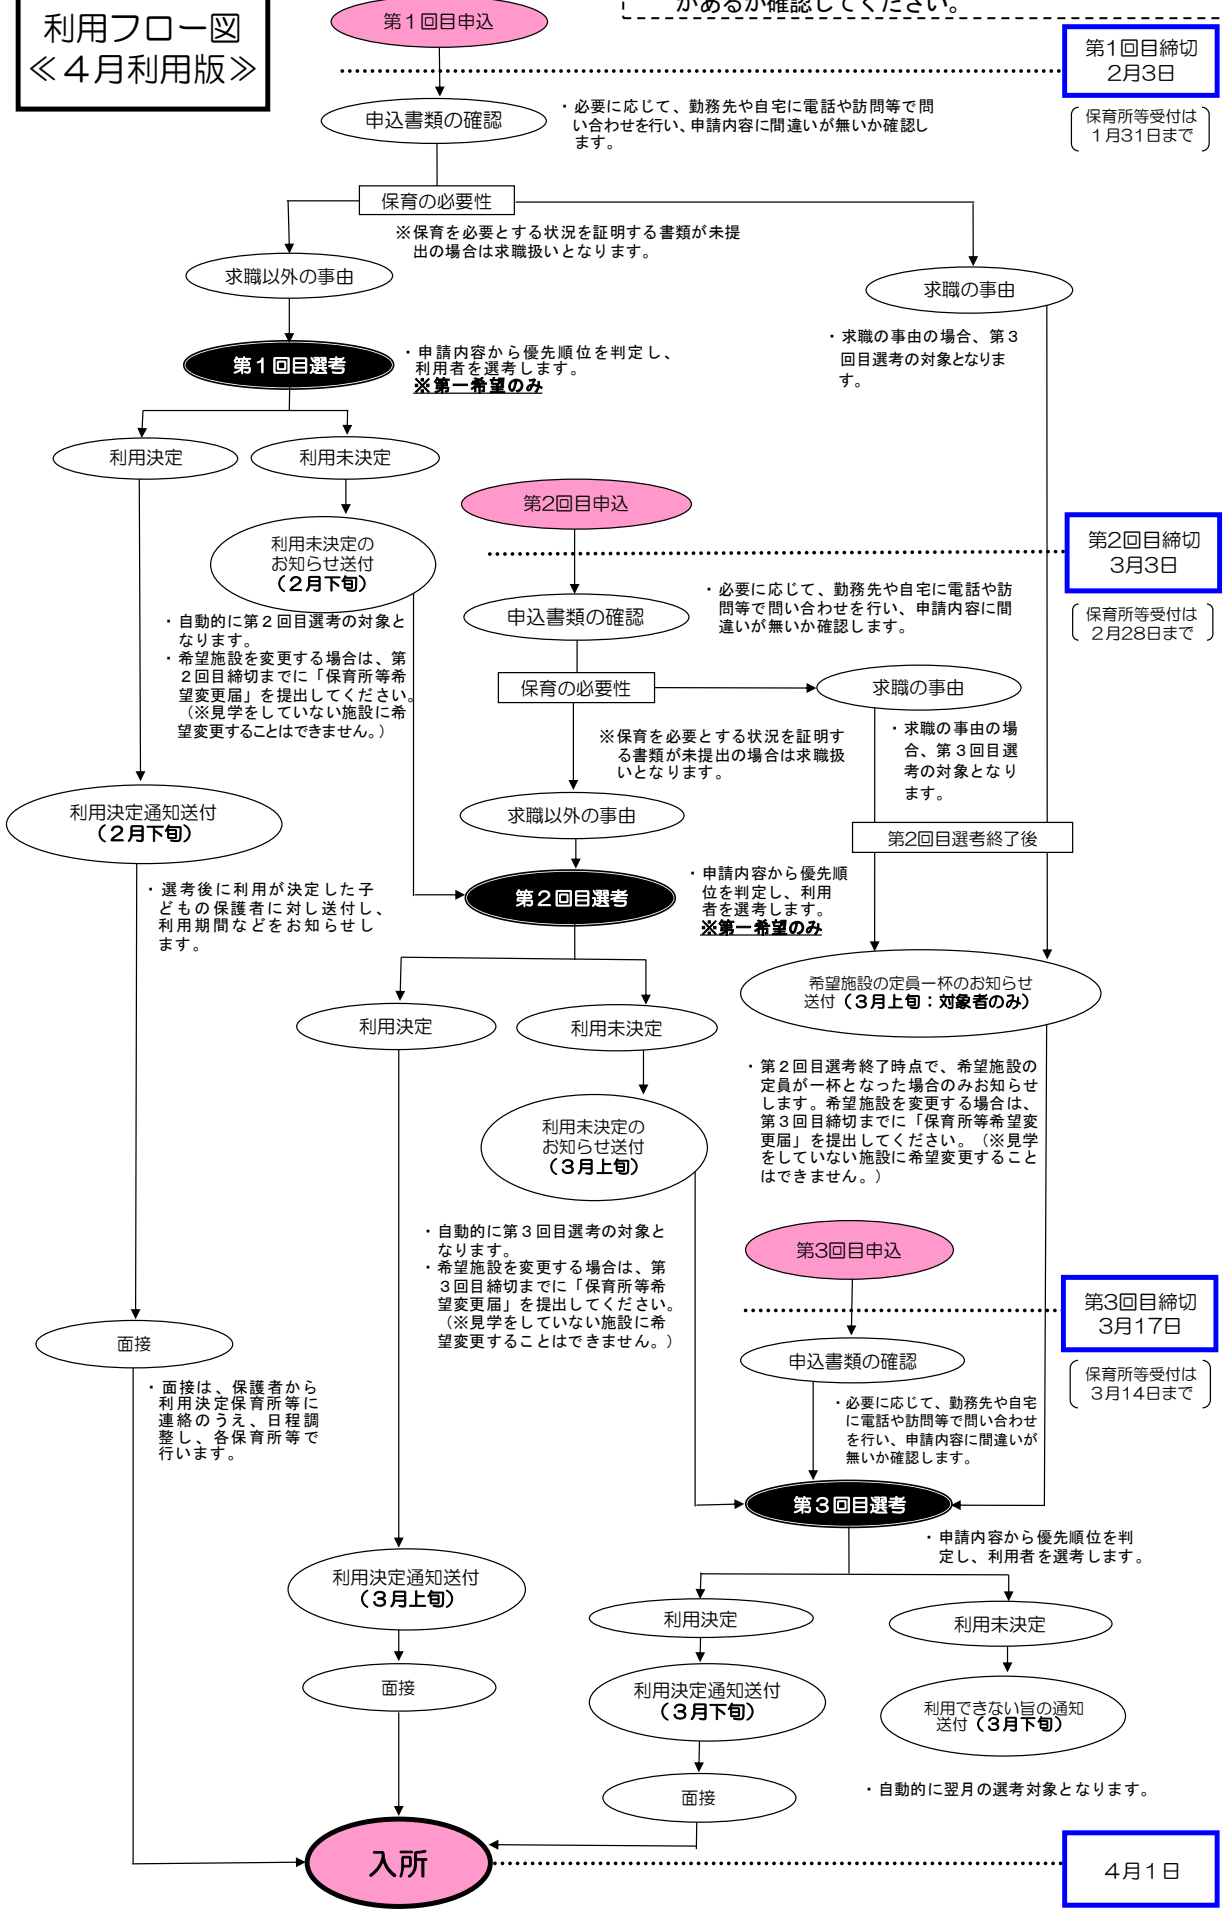 利用フロー図
≪４月利用版≫
があるか確認してください。
第１回目申込
第1回目締切
2月3日
保育所等受付は
1月31日まで
申込書類の確認
・必要に応じて、勤務先や自宅に電話や訪問等で問
い合わせを行い、申請内容に間違いが無いか確認し
ます。
保育の必要性
※保育を必要とする状況を証明する書類が未提
出の場合は求職扱いとなります。
求職以外の事由
求職の事由
・求職の事由の場合、第３
回目選考の対象となりま
す。
第１回目選考
・申請内容から優先順位を判定し、
利用者を選考します。
※第一希望のみ
利用決定
利用未決定
利用未決定の
お知らせ送付
（２月下旬）
・自動的に第２回目選考の対象と
なります。
・希望施設を変更する場合は、第
２回目締切までに「保育所等希
望変更届」を提出してください。
（※見学をしていない施設に希
望変更することはできません。）
第2回目申込
第2回目締切
3月3日
保育所等受付は
2月28日まで
申込書類の確認
・必要に応じて、勤務先や自宅に電話や訪
問等で問い合わせを行い、申請内容に間
違いが無いか確認します。
保育の必要性
求職の事由
※保育を必要とする状況を証明す
る書類が未提出の場合は求職扱
いとなります。
・求職の事由の場
合、第３回目選
考の対象となり
ます。
求職以外の事由
第2回目選考終了後
利用決定通知送付
（２月下旬）
・選考後に利用が決定した子
どもの保護者に対し送付し、
利用期間などをお知らせし
ます。
第２回目選考
・申請内容から優先順
位を判定し、利用
者を選考します。
※第一希望のみ
希望施設の定員一杯のお知らせ
送付（３月上旬：対象者のみ）
利用決定
利用未決定
・第２回目選考終了時点で、希望施設の
定員が一杯となった場合のみお知らせ
します。希望施設を変更する場合は、
第３回目締切までに「保育所等希望変
更届」を提出してください。（※見学
をしていない施設に希望変更すること
はできません。）
利用未決定の
お知らせ送付
（３月上旬）
・自動的に第３回目選考の対象と
なります。
・希望施設を変更する場合は、第
３回目締切までに「保育所等希
望変更届」を提出してください。
（※見学をしていない施設に希
望変更することはできません。）
第3回目申込
第3回目締切
3月17日
保育所等受付は
3月14日まで
面接
・面接は、保護者から
利用決定保育所等に
連絡のうえ、日程調
整し、各保育所等で
行います。
申込書類の確認
・必要に応じて、勤務先や自宅
に電話や訪問等で問い合わせ
を行い、申請内容に間違いが
無いか確認します。
第３回目選考
・申請内容から優先順位を判
定し、利用者を選考します。
利用決定通知送付
（３月上旬）
利用決定
利用未決定
面接
利用決定通知送付
（３月下旬）
利用できない旨の通知
送付（３月下旬）
面接
・自動的に翌月の選考対象となります。
入所
４月１日